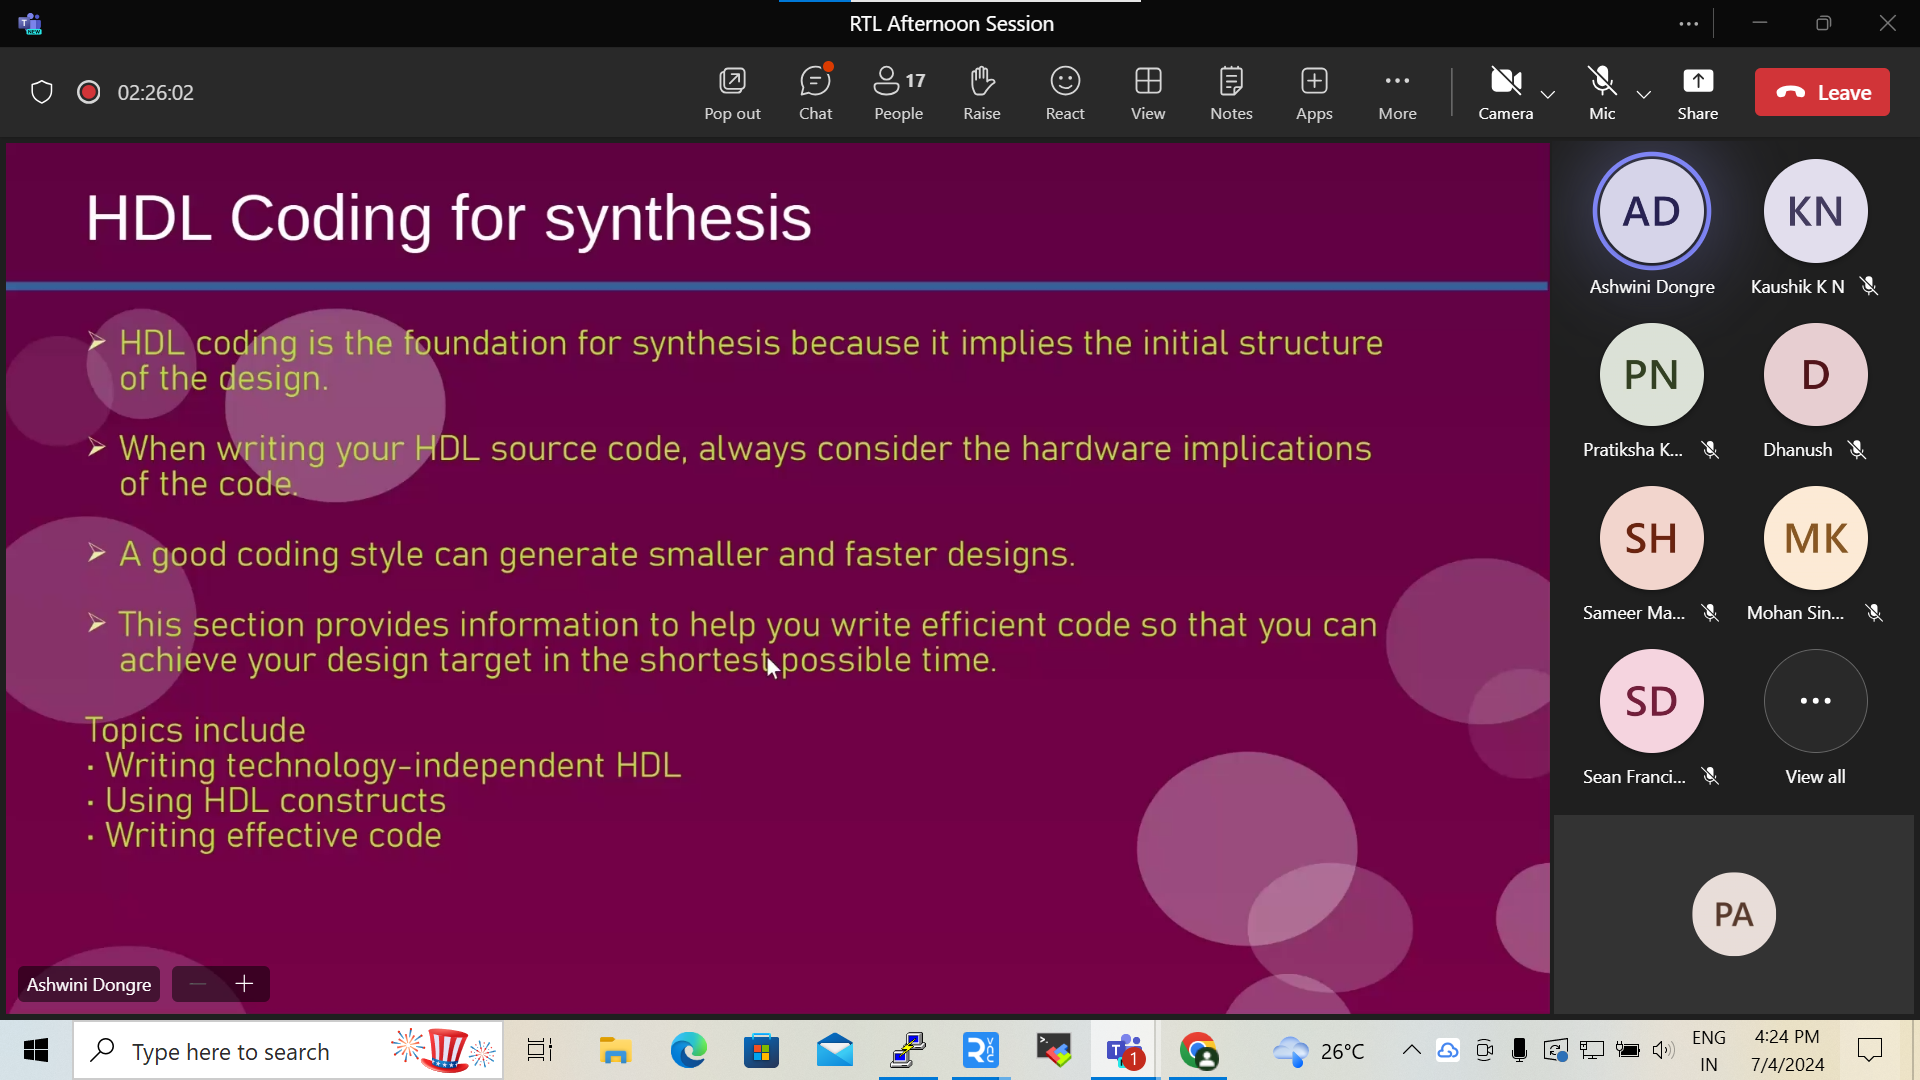 RTL Afternoon Session
02:26:02
Pop out
Chat
People
17
Raise
React
View
Notes
Apps
More
Camera
Mic
Share
Leave
HDL Coding for synthesis
HDL coding is the foundation for synthesis because it implies the initial structure
of the design.
When writing your HDL source code, always consider the hardware implications
of the code.
A good coding style can generate smaller and faster designs.
This section provides information to help you write efficient code so that you can
achieve your design target in the shortest possible time.
Topics include
· Writing technology-independent HDL
· Using HDL constructs
· Writing effective code
Ashwini Dongre
AD
Ashwini Dongre
KN
Kaushik K N
PN
Pratiksha K...
D
Dhanush
SH
Sameer Ma...
MK
Mohan Sin...
SD
Sean Franci...
View all
PA
Type here to search
1
26°C
ENG
IN
4:24 PM
7/4/2024